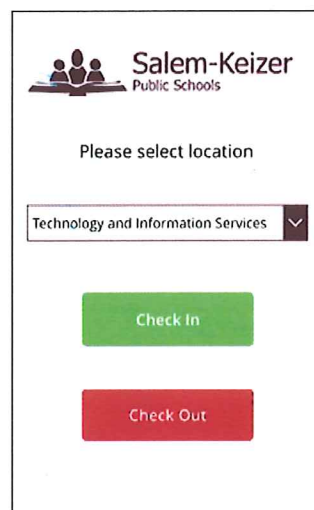 Salem-Keizer
Public Schools
Please select location
Technology and Information Services
Check In
Check Out